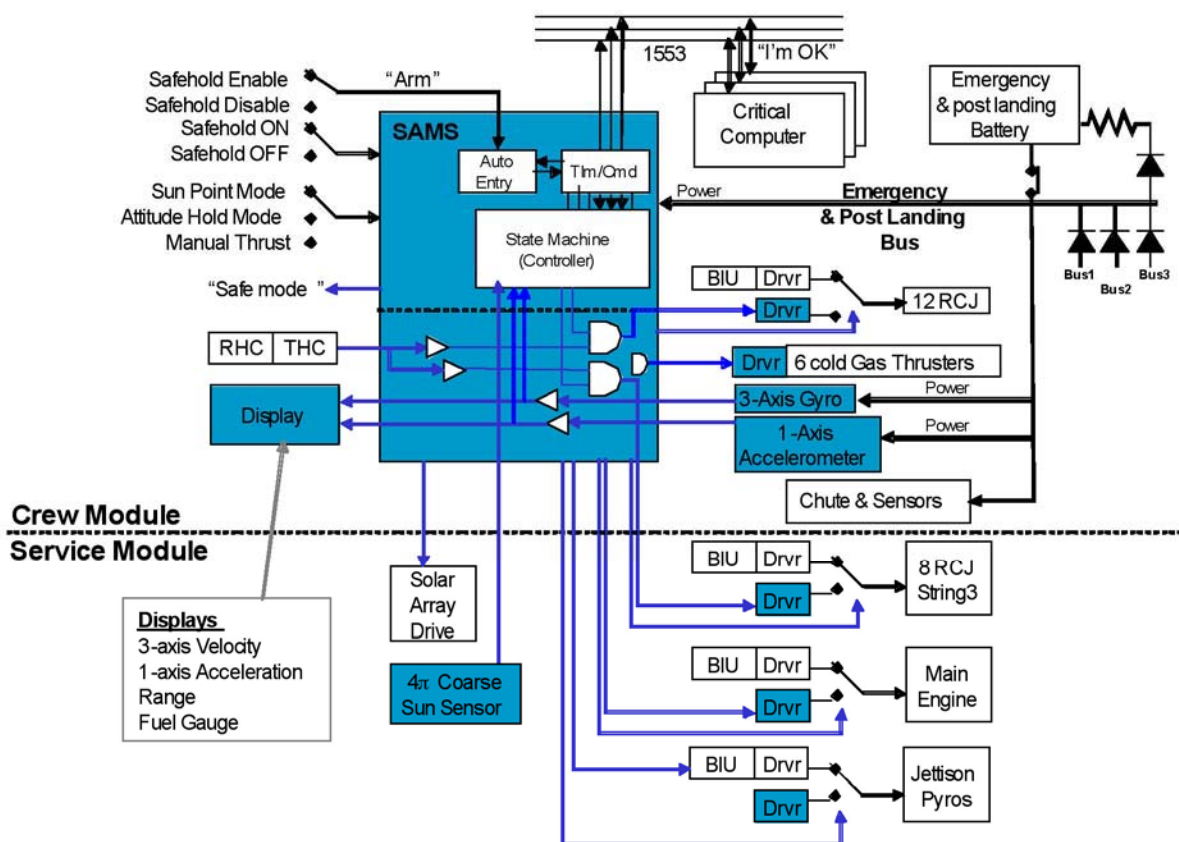 1553
"I'm OK"
Safehold Enable
"Arm"
Safehold Disable
Safehold ON
Safehold OFF
Sun Point Mode
Attitude Hold Mode
Manual Thrust
"Safe mode "
SAMS
Auto
Entry
Tlm/Cmd
State Machine
(Controller)
Critical
Computer
Emergency
& post landing
Battery
Power
Emergency
& Post Landing
Bus
Bus1
Bus2
Bus3
BIU
Drvr
Drvr
12 RCJ
RHC
THC
Drvr
6 cold Gas Thrusters
Display
3-Axis Gyro
Power
1-Axis
Accelerometer
Power
Chute & Sensors
Crew Module
Service Module
Solar
Array
Drive
BIU
Drvr
Drvr
8 RCJ
String3
Displays
3-axis Velocity
1-axis Acceleration
Range
Fuel Gauge
4π Coarse
Sun Sensor
BIU
Drvr
Drvr
Main
Engine
BIU
Drvr
Drvr
Jettison
Pyros